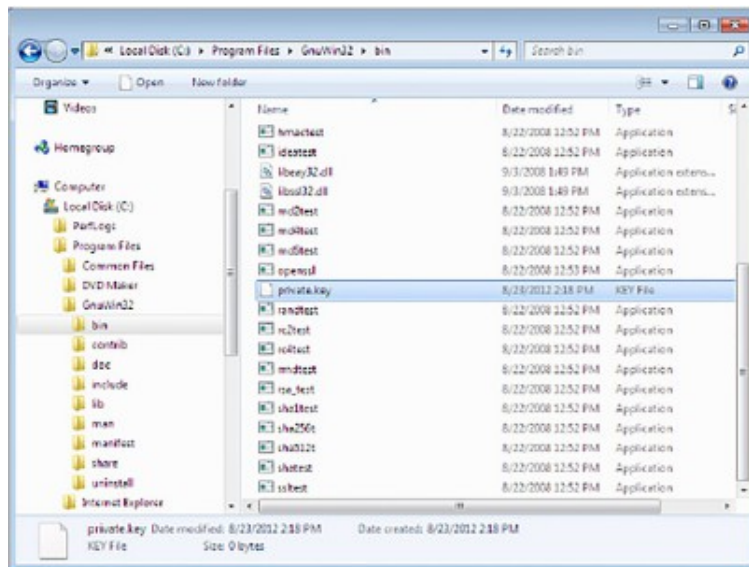 « Local Disk (C:) ▸ Program Files ▸ GnuWin32 ▸ bin
Search bin
Organize Open New folder
Videos
Homegroup
Computer
Local Disk (C:)
PerfLogs
Program Files
Common Files
DVD Maker
GnuWin32
bin
contrib
doc
include
lib
man
manifest
share
uninstall
Internet Explorer
Name Date modified Type
hmactest 8/22/2008 12:52 PM Application
ideatest 8/22/2008 12:52 PM Application
libeay32.dll 9/3/2008 1:49 PM Application extens...
libssl32.dll 9/3/2008 1:49 PM Application extens...
md2test 8/22/2008 12:52 PM Application
md4test 8/22/2008 12:52 PM Application
md5test 8/22/2008 12:52 PM Application
openssl 8/22/2008 12:53 PM Application
private.key 8/23/2012 2:18 PM KEY File
randtest 8/22/2008 12:52 PM Application
rc2test 8/22/2008 12:52 PM Application
rc4test 8/22/2008 12:52 PM Application
rmdtest 8/22/2008 12:52 PM Application
rsa_test 8/22/2008 12:52 PM Application
sha1test 8/22/2008 12:52 PM Application
sha256t 8/22/2008 12:52 PM Application
sha512t 8/22/2008 12:52 PM Application
shatest 8/22/2008 12:52 PM Application
ssltest 8/22/2008 12:52 PM Application
private.key Date modified: 8/23/2012 2:18 PM Date created: 8/23/2012 2:18 PM
KEY File Size: 0 bytes